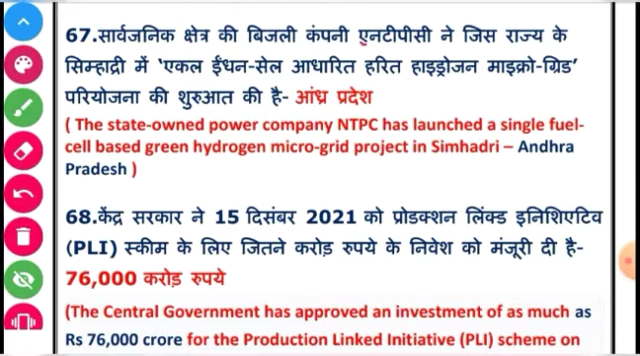 67.सार्वजनिक क्षेत्र की बिजली कंपनी एनटीपीसी ने जिस राज्य के
सिम्हाद्री में ‘एकल ईंधन-सेल आधारित हरित हाइड्रोजन माइक्रो-ग्रिड’
परियोजना की शुरुआत की है- आंध्र प्रदेश
( The state-owned power company NTPC has launched a single fuel-
cell based green hydrogen micro-grid project in Simhadri – Andhra
Pradesh )
68.केंद्र सरकार ने 15 दिसंबर 2021 को प्रोडक्शन लिंक्ड इनिशिएटिव
(PLI) स्कीम के लिए जितने करोड़ रुपये के निवेश को मंजूरी दी है-
76,000 करोड़ रुपये
(The Central Government has approved an investment of as much as
Rs 76,000 crore for the Production Linked Initiative (PLI) scheme on